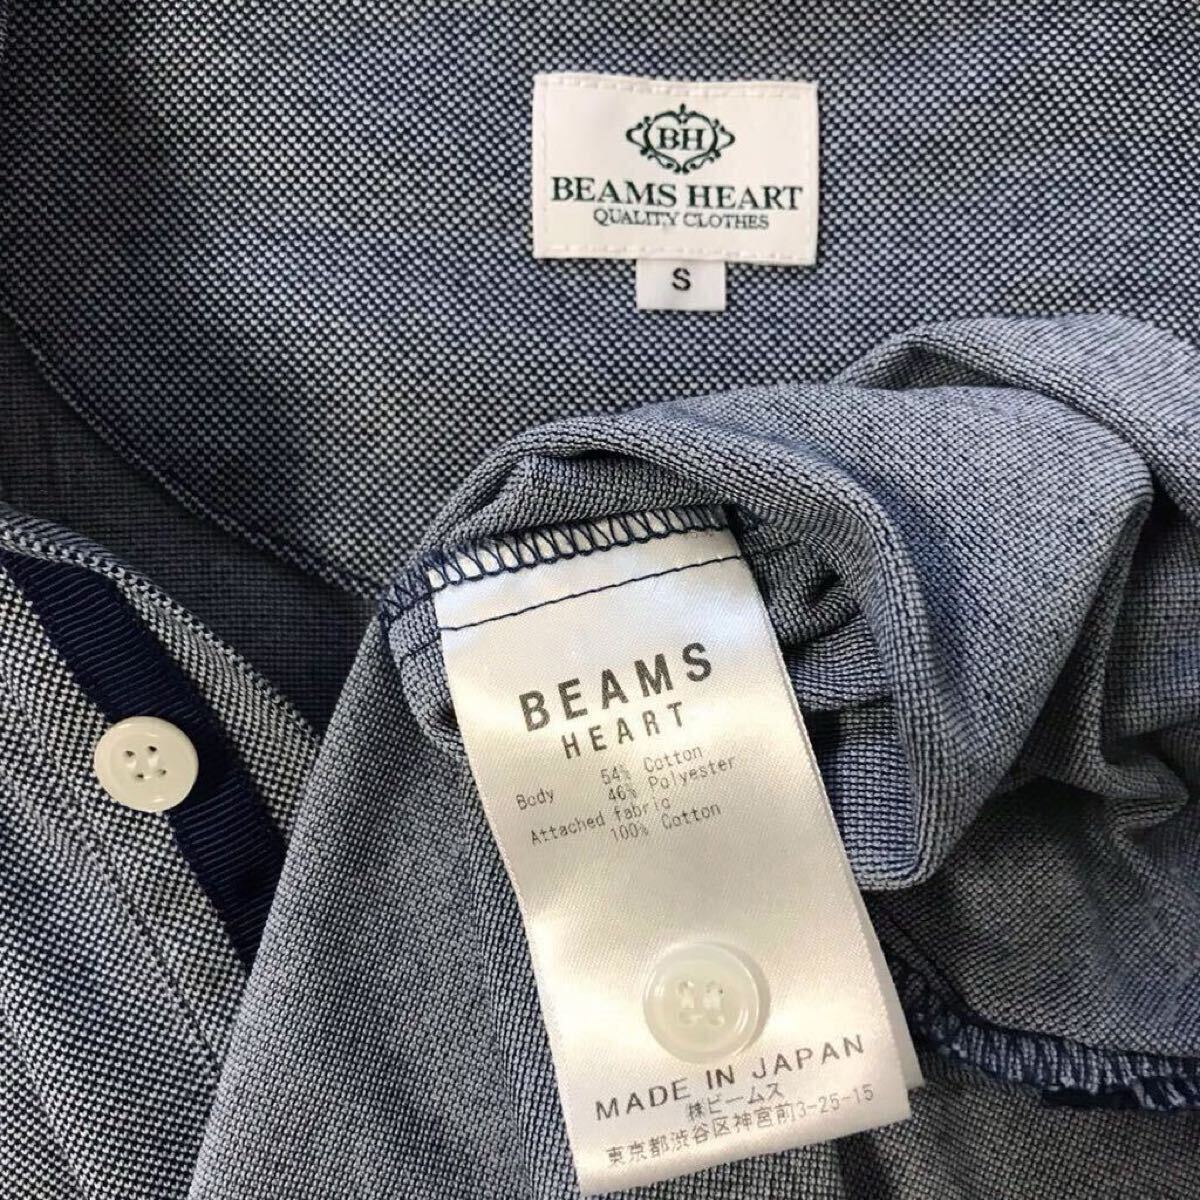 BH
BEAMS HEART
QUALITY CLOTHES
S
BEAMS
HEART
54% Cotton
Body 46% Polyester
Attached fabric
100% Cotton
MADE IN JAPAN
㈱ビームス
東京都渋谷区神宮前3-25-15